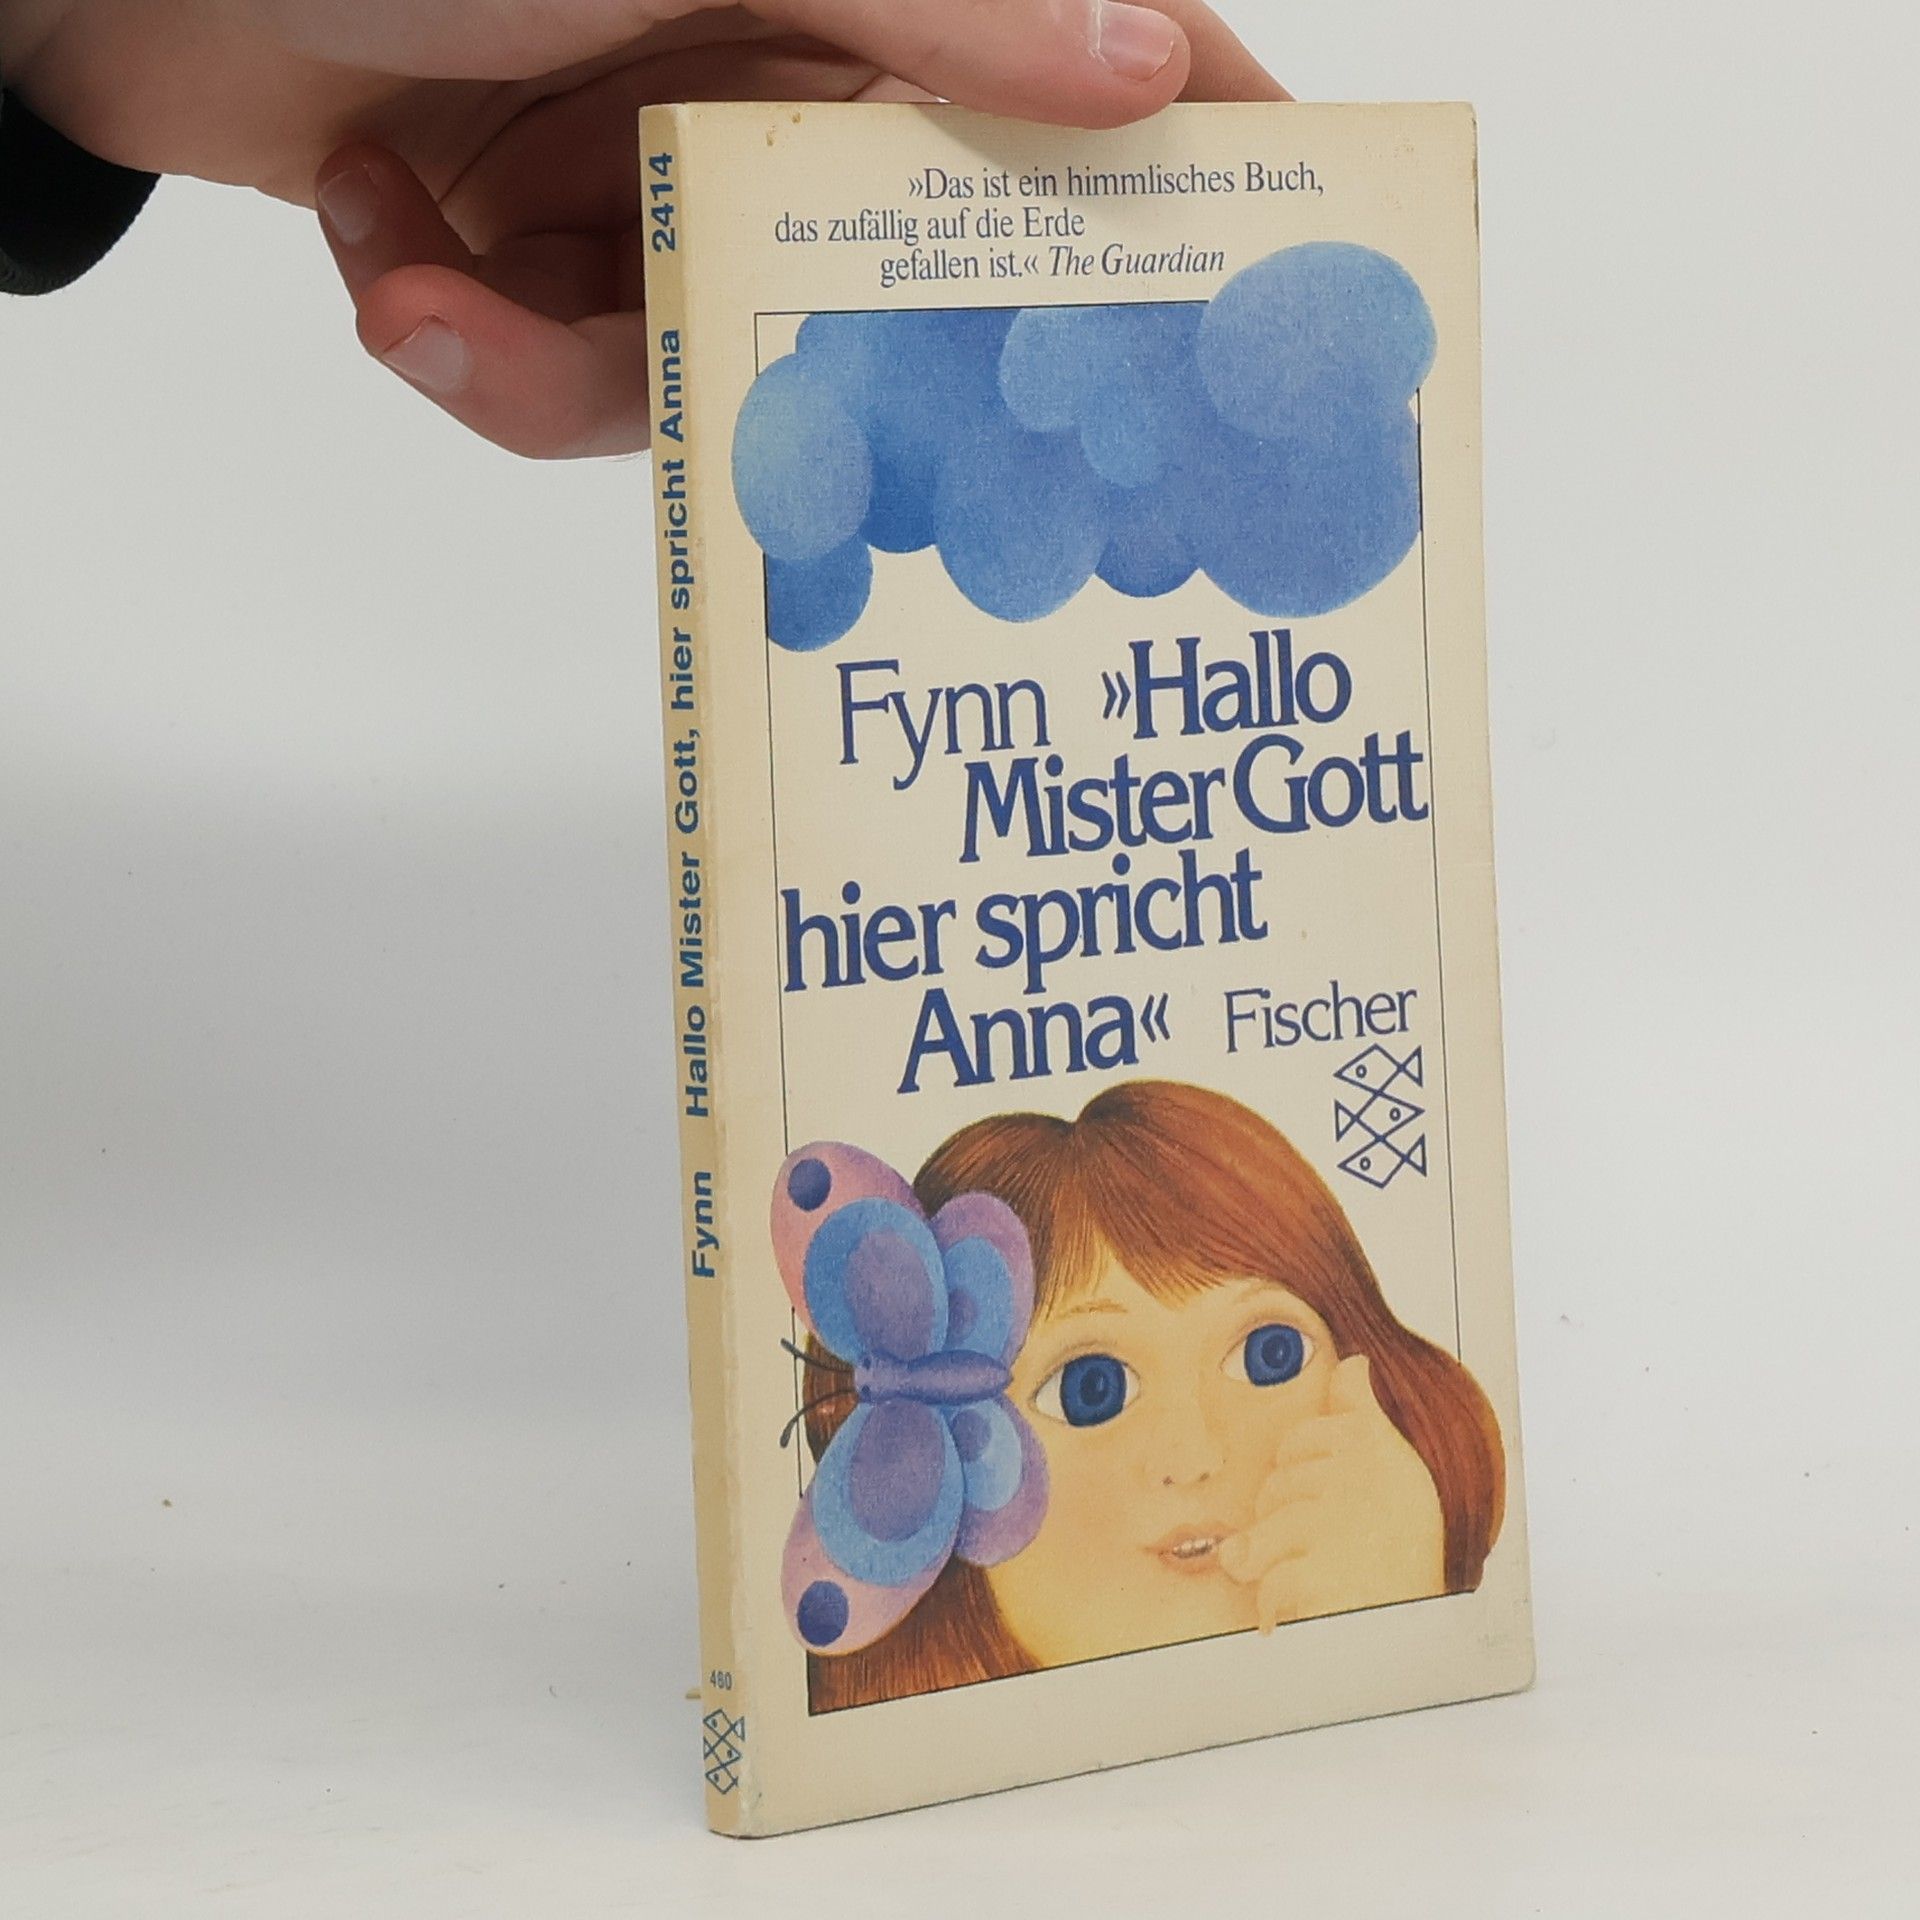 »Das ist ein himmlisches Buch,
das zufällig auf die Erde
gefallen ist.« The Guardian
Fynn »Hallo
Mister Gott
hier spricht
Anna« Fischer
Fynn Hallo Mister Gott, hier spricht Anna 2414
480